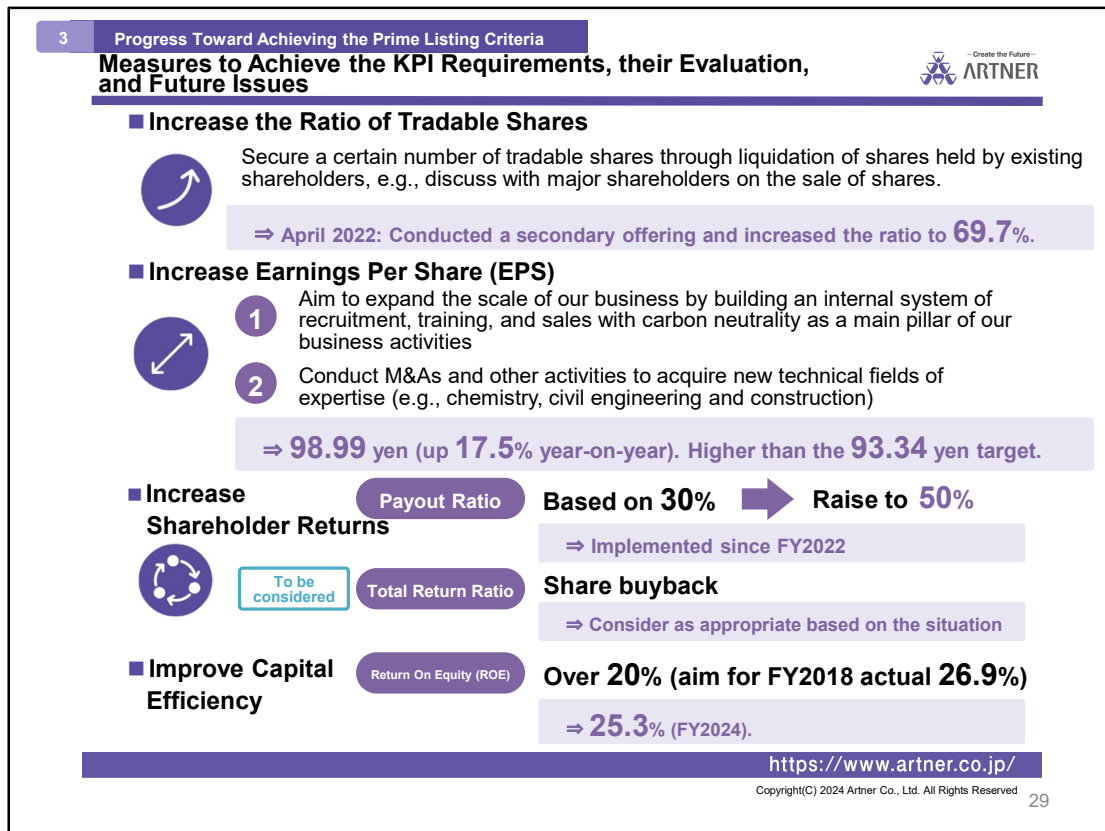 3 Progress Toward Achieving the Prime Listing Criteria
Measures to Achieve the KPI Requirements, their Evaluation,
and Future Issues
–Create the Future–
ARTNER
■ Increase the Ratio of Tradable Shares
Secure a certain number of tradable shares through liquidation of shares held by existing
shareholders, e.g., discuss with major shareholders on the sale of shares.
⇒ April 2022: Conducted a secondary offering and increased the ratio to 69.7%.
■ Increase Earnings Per Share (EPS)
1
Aim to expand the scale of our business by building an internal system of
recruitment, training, and sales with carbon neutrality as a main pillar of our
business activities
2
Conduct M&As and other activities to acquire new technical fields of
expertise (e.g., chemistry, civil engineering and construction)
⇒ 98.99 yen (up 17.5% year-on-year). Higher than the 93.34 yen target.
■ Increase
Shareholder Returns
Payout Ratio
Based on 30% Raise to 50%
⇒ Implemented since FY2022
To be
considered
Total Return Ratio
Share buyback
⇒ Consider as appropriate based on the situation
■ Improve Capital
Efficiency
Return On Equity (ROE)
Over 20% (aim for FY2018 actual 26.9%)
⇒ 25.3% (FY2024).
https://www.artner.co.jp/
Copyright(C) 2024 Artner Co., Ltd. All Rights Reserved
29